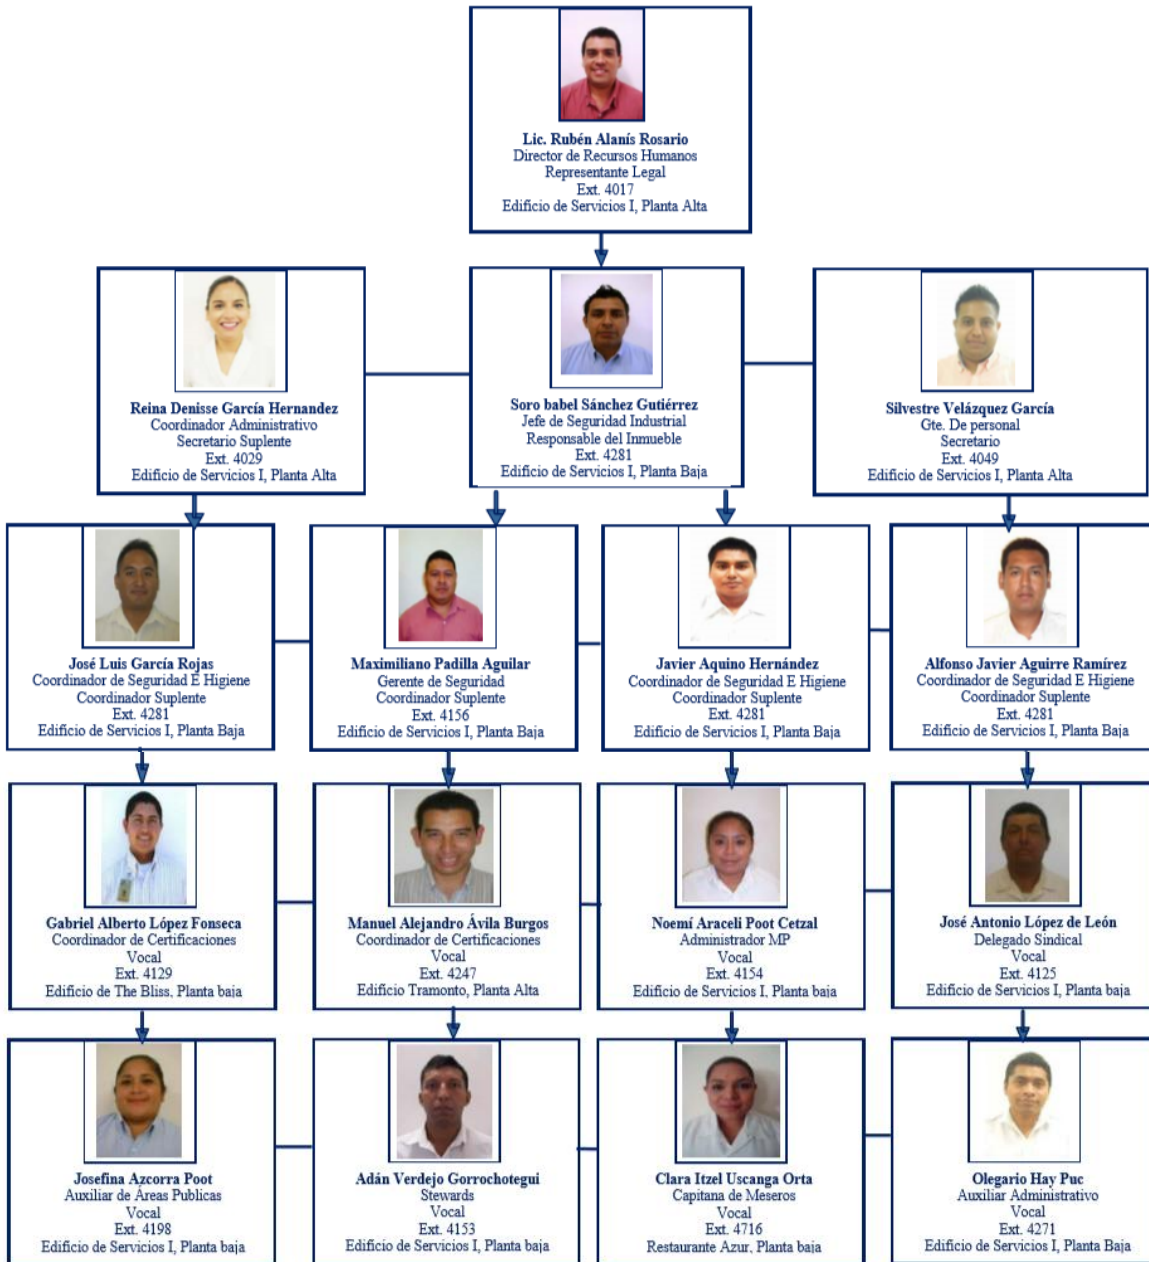 Lic. Rubén Alanís Rosario
Director de Recursos Humanos
Representante Legal
Ext. 4017
Edificio de Servicios I, Planta Alta
Reina Denisse García Hernandez
Coordinador Administrativo
Secretario Suplente
Ext. 4029
Edificio de Servicios I, Planta Alta
Soro babel Sánchez Gutiérrez
Jefe de Seguridad Industrial
Responsable del Inmueble
Ext. 4281
Edificio de Servicios I, Planta Baja
Silvestre Velázquez García
Gte. De personal
Secretario
Ext. 4049
Edificio de Servicios I, Planta Alta
José Luis García Rojas
Coordinador de Seguridad E Higiene
Coordinador Suplente
Ext. 4281
Edificio de Servicios I, Planta Baja
Maximiliano Padilla Aguilar
Gerente de Seguridad
Coordinador Suplente
Ext. 4156
Edificio de Servicios I, Planta Baja
Javier Aquino Hernández
Coordinador de Seguridad E Higiene
Coordinador Suplente
Ext. 4281
Edificio de Servicios I, Planta Baja
Alfonso Javier Aguirre Ramírez
Coordinador de Seguridad E Higiene
Coordinador Suplente
Ext. 4281
Edificio de Servicios I, Planta Baja
Gabriel Alberto López Fonseca
Coordinador de Certificaciones
Vocal
Ext. 4129
Edificio de The Bliss, Planta baja
Manuel Alejandro Ávila Burgos
Coordinador de Certificaciones
Vocal
Ext. 4247
Edificio Tramonto, Planta Alta
Noemí Araceli Poot Cetzal
Administrador MP
Vocal
Ext. 4154
Edificio de Servicios I, Planta baja
José Antonio López de León
Delegado Sindical
Vocal
Ext. 4125
Edificio de Servicios I, Planta baja
Josefina Azcorra Poot
Auxiliar de Áreas Publicas
Vocal
Ext. 4198
Edificio de Servicios I, Planta baja
Adán Verdejo Gorrochotegui
Stewards
Vocal
Ext. 4153
Edificio de Servicios I, Planta baja
Clara Itzel Uscanga Orta
Capitana de Meseros
Vocal
Ext. 4716
Restaurante Azur, Planta baja
Olegario Hay Puc
Auxiliar Administrativo
Vocal
Ext. 4271
Edificio de Servicios I, Planta Baja